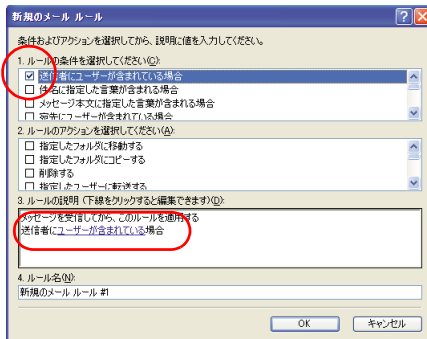 新規のメール ルール
条件およびアクションを選択してから、説明に値を入力してください。
1. ルールの条件を選択してください(C):
送信者にユーザーが含まれている場合
件名に指定した言葉が含まれる場合
メッセージ本文に指定した言葉が含まれる場合
宛先にユーザーが含まれている場合
2. ルールのアクションを選択してください(A):
指定したフォルダに移動する
指定したフォルダにコピーする
削除する
指定したユーザーに転送する
3. ルールの説明 (下線をクリックすると編集できます)(D):
メッセージを受信してから、このルールを適用する
送信者にユーザーが含まれている場合
4. ルール名(N):
新規のメール ルール #1
OK キャンセル